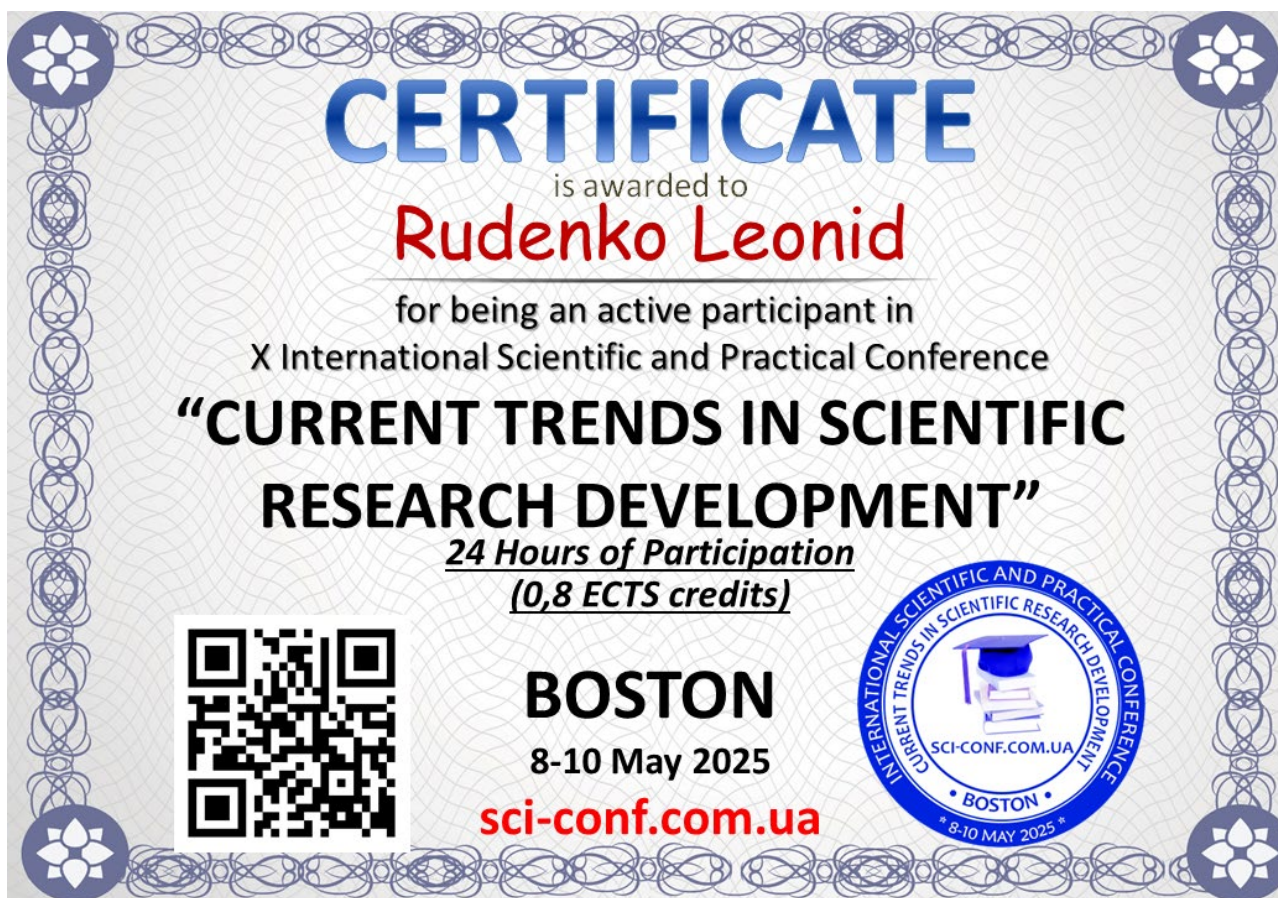 CERTIFICATE
is awarded to
Rudenko Leonid
for being an active participant in
X International Scientific and Practical Conference
“CURRENT TRENDS IN SCIENTIFIC
RESEARCH DEVELOPMENT”
24 Hours of Participation
(0,8 ECTS credits)
BOSTON
8-10 May 2025
sci-conf.com.ua
INTERNATIONAL SCIENTIFIC AND PRACTICAL CONFERENCE
CURRENT TRENDS IN SCIENTIFIC RESEARCH DEVELOPMENT
SCI-CONF.COM.UA
• BOSTON •
* 8-10 MAY 2025 *